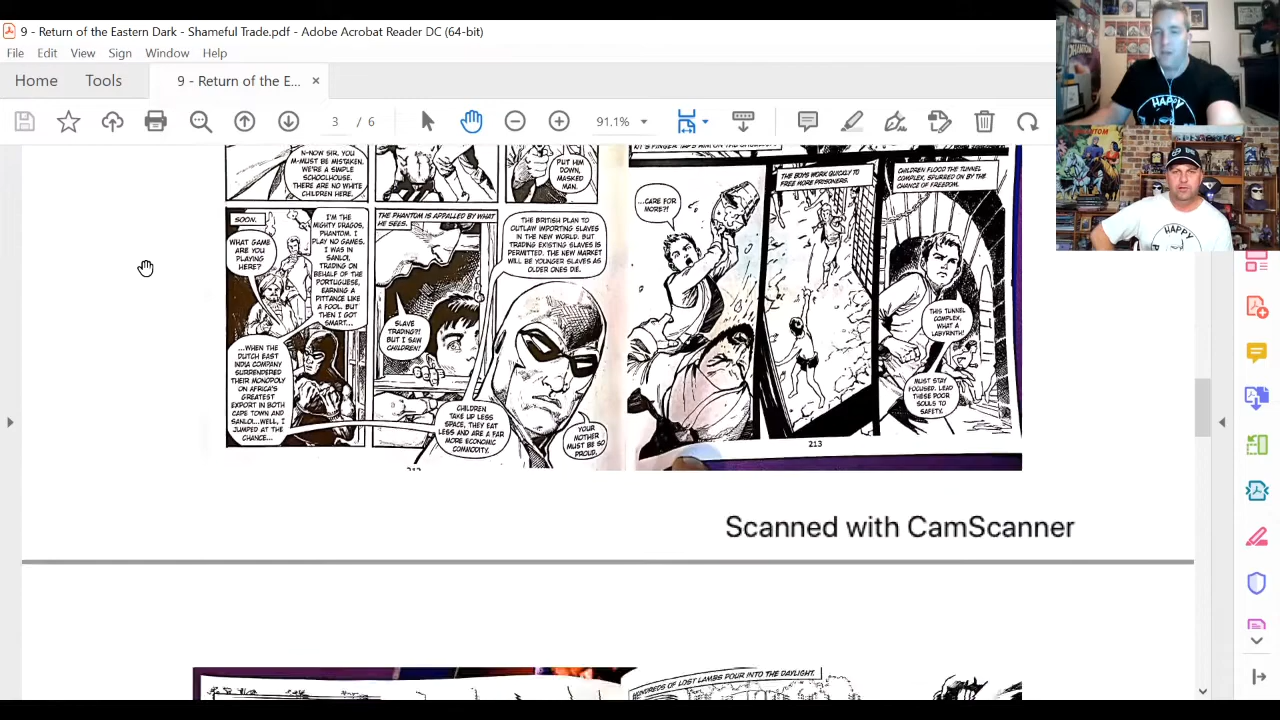 9 - Return of the Eastern Dark - Shameful Trade.pdf - Adobe Acrobat Reader DC (64-bit)
File Edit View Sign Window Help
Home Tools 9 - Return of the E... ×
3 / 6 91.1%
N-NOW SIR, YOU
M-MUST BE MISTAKEN.
WE'RE A SIMPLE
SCHOOLHOUSE.
THERE ARE NO WHITE
CHILDREN HERE.
PUT HIM
DOWN,
MASKED
MAN.
SOON.
WHAT GAME
ARE YOU
PLAYING
HERE?
I'M THE
MIGHTY DRAGOS,
PHANTOM. I
PLAY NO GAMES.
I WAS IN
SANLOI,
TRADING ON
BEHALF OF THE
PORTUGUESE,
EARNING A
PITTANCE LIKE
A FOOL. BUT
THEN I GOT
SMART...
...WHEN THE
DUTCH EAST
INDIA COMPANY
SURRENDERED
THEIR MONOPOLY
ON AFRICA'S
GREATEST
EXPORT IN BOTH
CAPE TOWN AND
SANLOI...WELL, I
JUMPED AT THE
CHANCE...
THE PHANTOM IS APPALLED BY WHAT
HE SEES.
SLAVE
TRADING?!
BUT I SAW
CHILDREN!
THE BRITISH PLAN TO
OUTLAW IMPORTING SLAVES
IN THE NEW WORLD. BUT
TRADING EXISTING SLAVES IS
PERMITTED. THE NEW MARKET
WILL BE YOUNGER SLAVES AS
OLDER ONES DIE.
CHILDREN
TAKE UP LESS
SPACE, THEY EAT
LESS AND ARE A FAR
MORE ECONOMIC
COMMODITY.
YOUR
MOTHER
MUST BE SO
PROUD.
...CARE FOR
MORE?!
THE BOYS WORK QUICKLY TO
FREE MORE PRISONERS.
CHILDREN FLOOD THE TUNNEL
COMPLEX, SPURRED ON BY THE
CHANCE OF FREEDOM.
THIS TUNNEL
COMPLEX,
WHAT A
LABYRINTH!
MUST STAY
FOCUSED. LEAD
THESE POOR
SOULS TO
SAFETY.
213
Scanned with CamScanner
HUNDREDS OF LOST LAMBS POUR INTO THE DAYLIGHT.
HAPPY
HAPPY